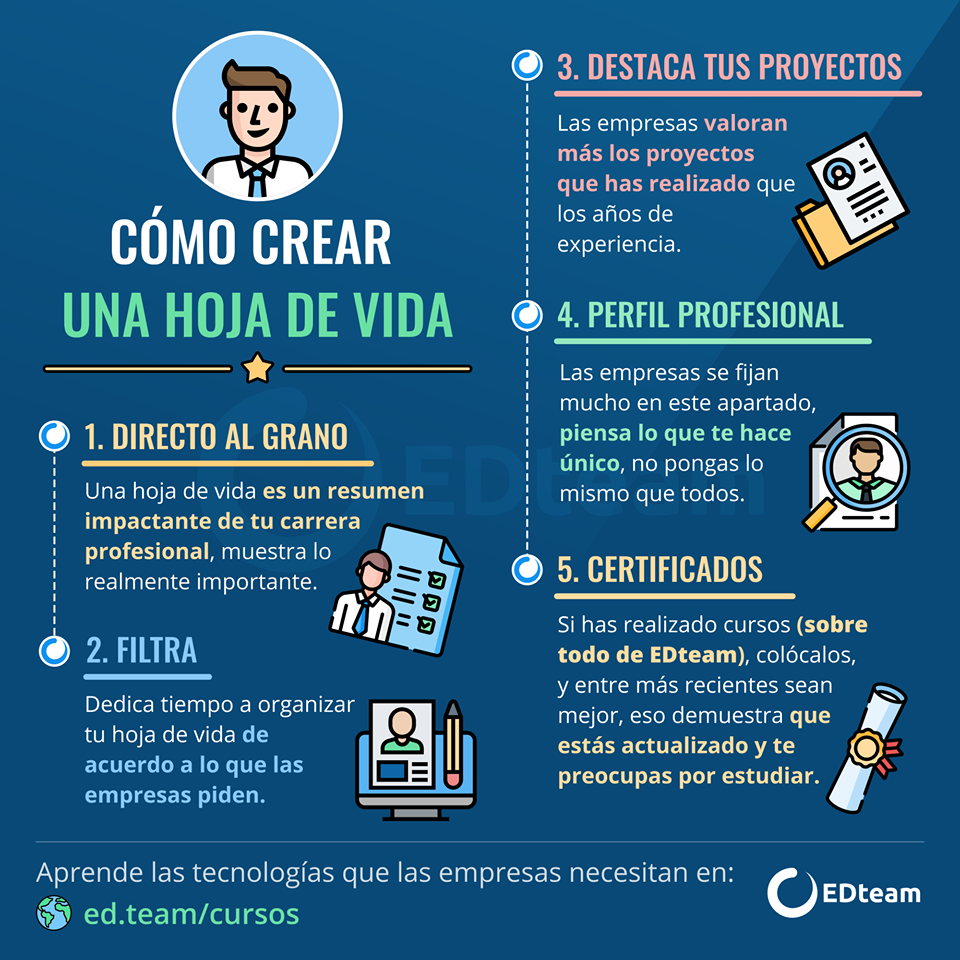 CÓMO CREAR
UNA HOJA DE VIDA
1. DIRECTO AL GRANO
Una hoja de vida es un resumen
impactante de tu carrera
profesional, muestra lo
realmente importante.
2. FILTRA
Dedica tiempo a organizar
tu hoja de vida de
acuerdo a lo que las
empresas piden.
3. DESTACA TUS PROYECTOS
Las empresas valoran
más los proyectos
que has realizado que
los años de
experiencia.
4. PERFIL PROFESIONAL
Las empresas se fijan
mucho en este apartado,
piensa lo que te hace
único, no pongas lo
mismo que todos.
5. CERTIFICADOS
Si has realizado cursos (sobre
todo de EDteam), colócalos,
y entre más recientes sean
mejor, eso demuestra que
estás actualizado y te
preocupas por estudiar.
EDteam
Aprende las tecnologías que las empresas necesitan en:
ed.team/cursos
EDteam